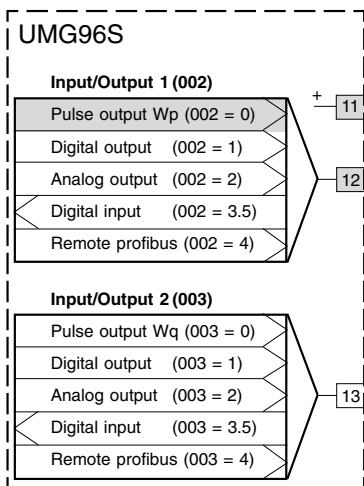 UMG96S
Input/Output 1 (002)
+
11
Pulse output Wp (002 = 0)
Digital output (002 = 1)
Analog output (002 = 2)
12
Digital input (002 = 3.5)
Remote profibus (002 = 4)
Input/Output 2 (003)
Pulse output Wq (003 = 0)
Digital output (003 = 1)
Analog output (003 = 2)
13
Digital input (003 = 3.5)
Remote profibus (003 = 4)